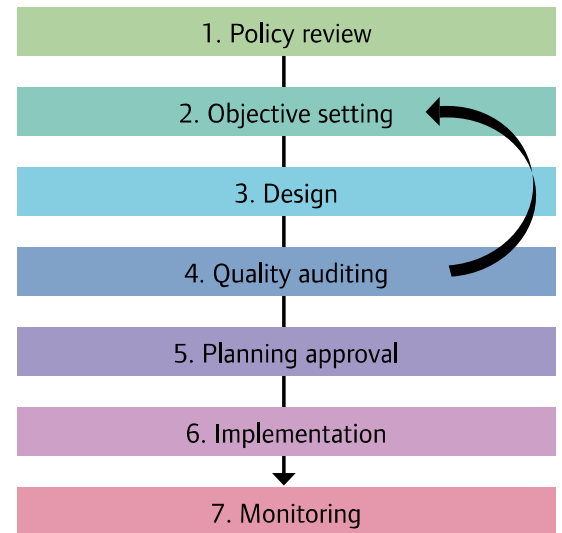 1. Policy review
2. Objective setting
3. Design
4. Quality auditing
5. Planning approval
6. Implementation
7. Monitoring